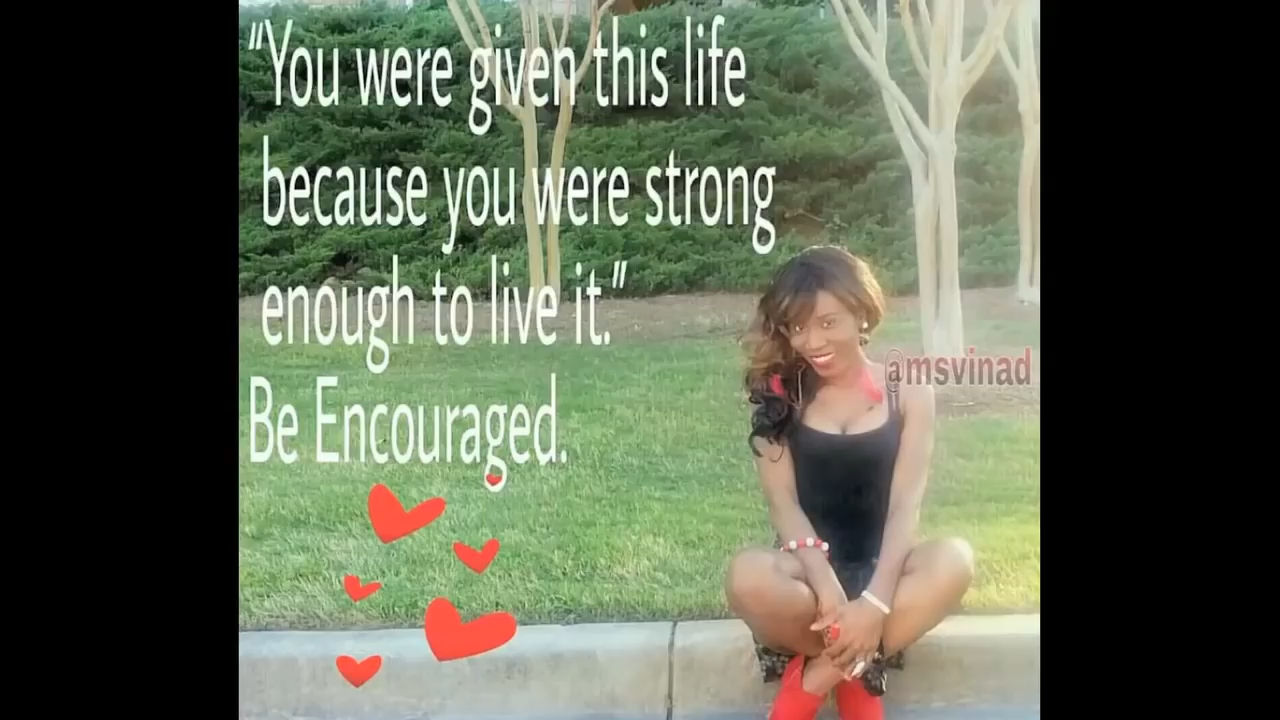 “You were given this life
because you were strong
enough to live it.”
Be Encouraged.
@msvinad